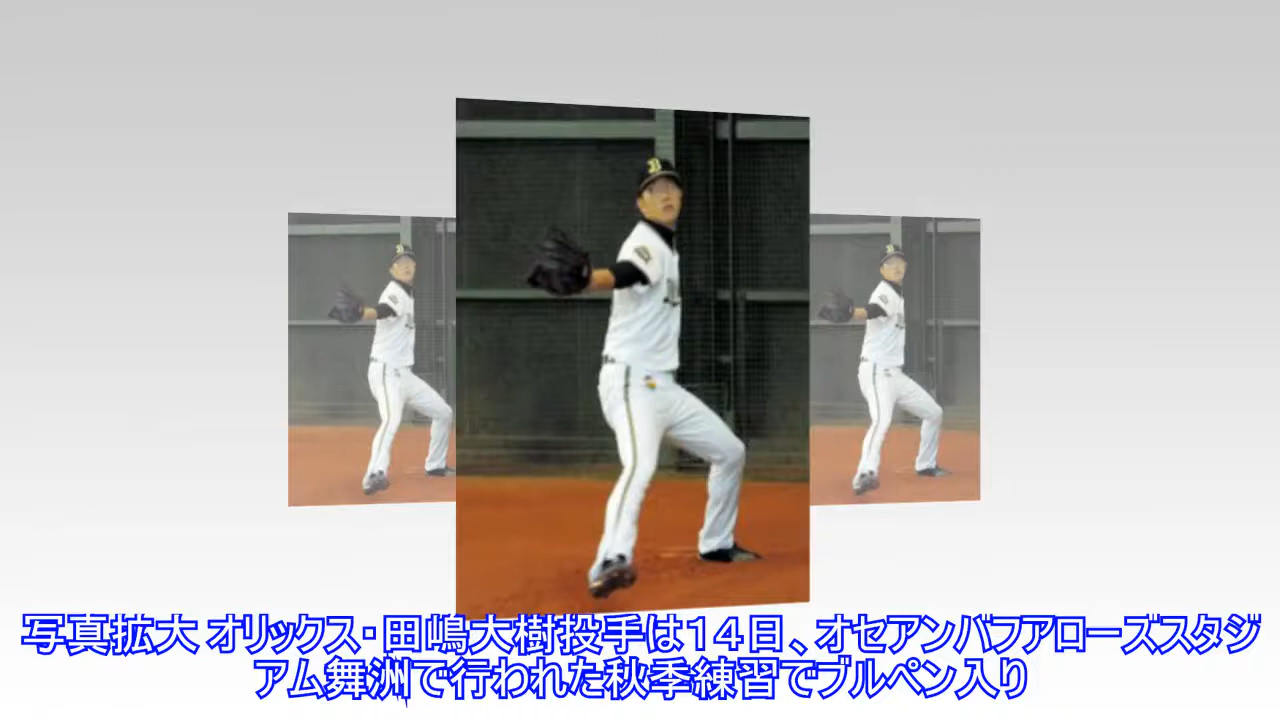 写真拡大 オリックス・田嶋大樹投手は１４日、オセアンバファローズスタジ
アム舞洲で行われた秋季練習でブルペン入り